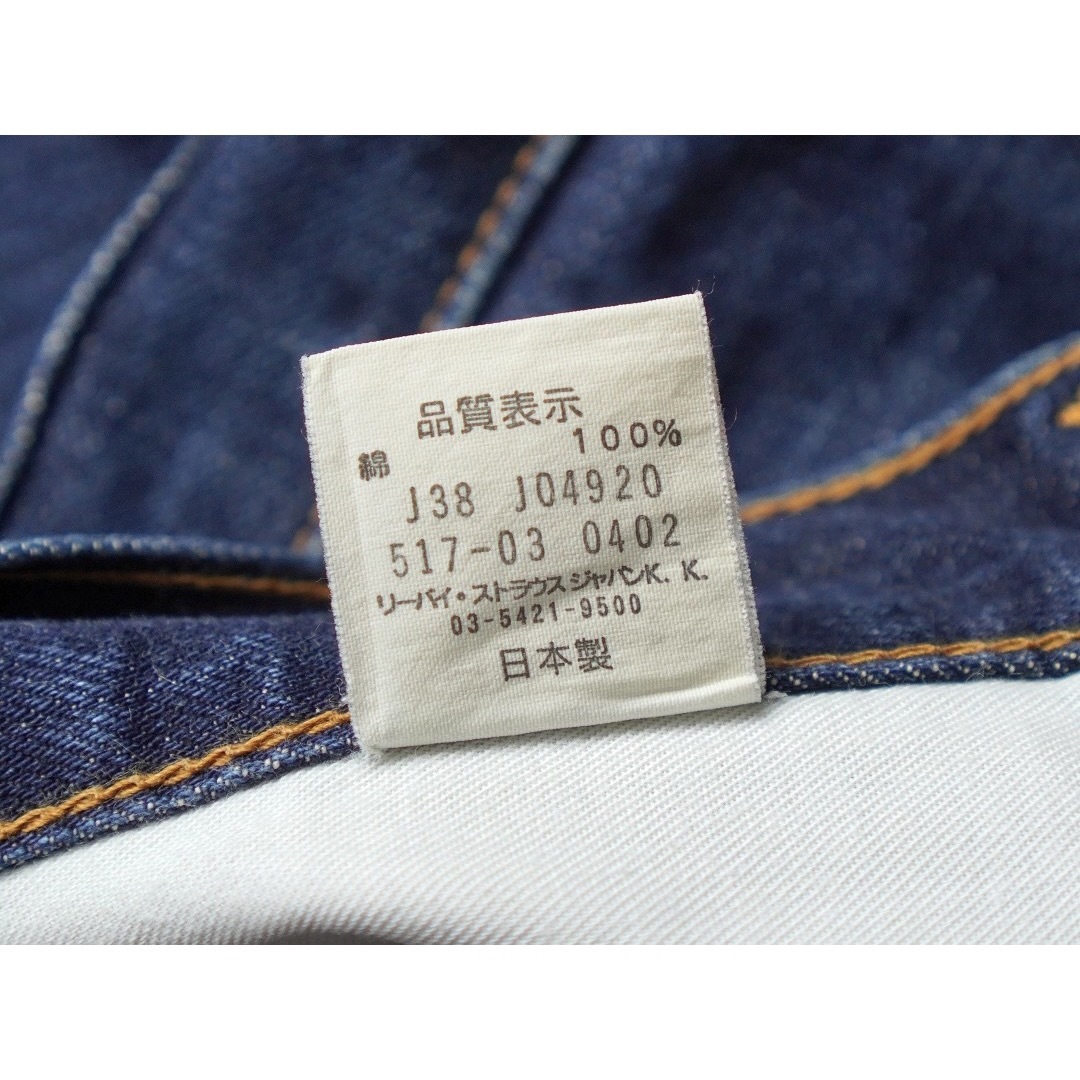 品質表示
綿 100%
J38 J04920
517-03 0402
リーバイ・ストラウスジャパンK.K.
03-5421-9500
日本製